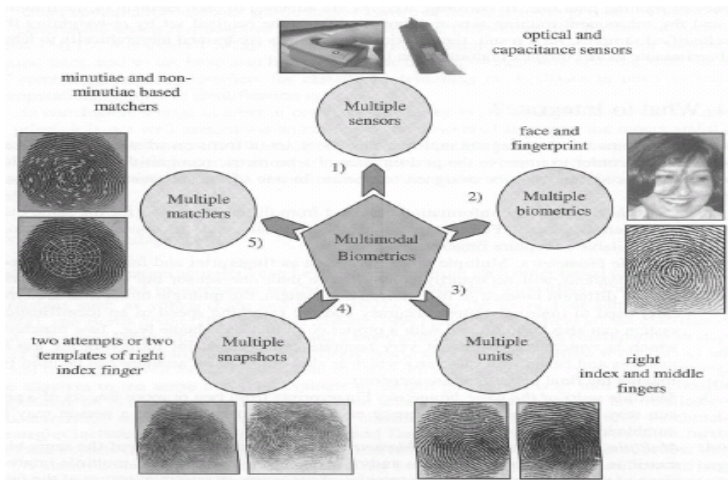 optical and
capacitance sensors
minutiae and non-
minutiae based
matchers
Multiple
sensors
face and
fingerprint
1)
2)
Multiple
matchers
Multiple
biometrics
5)
Multimodal
Biometrics
4)
3)
two attempts or two
templates of right
index finger
Multiple
snapshots
Multiple
units
right
index and middle
fingers